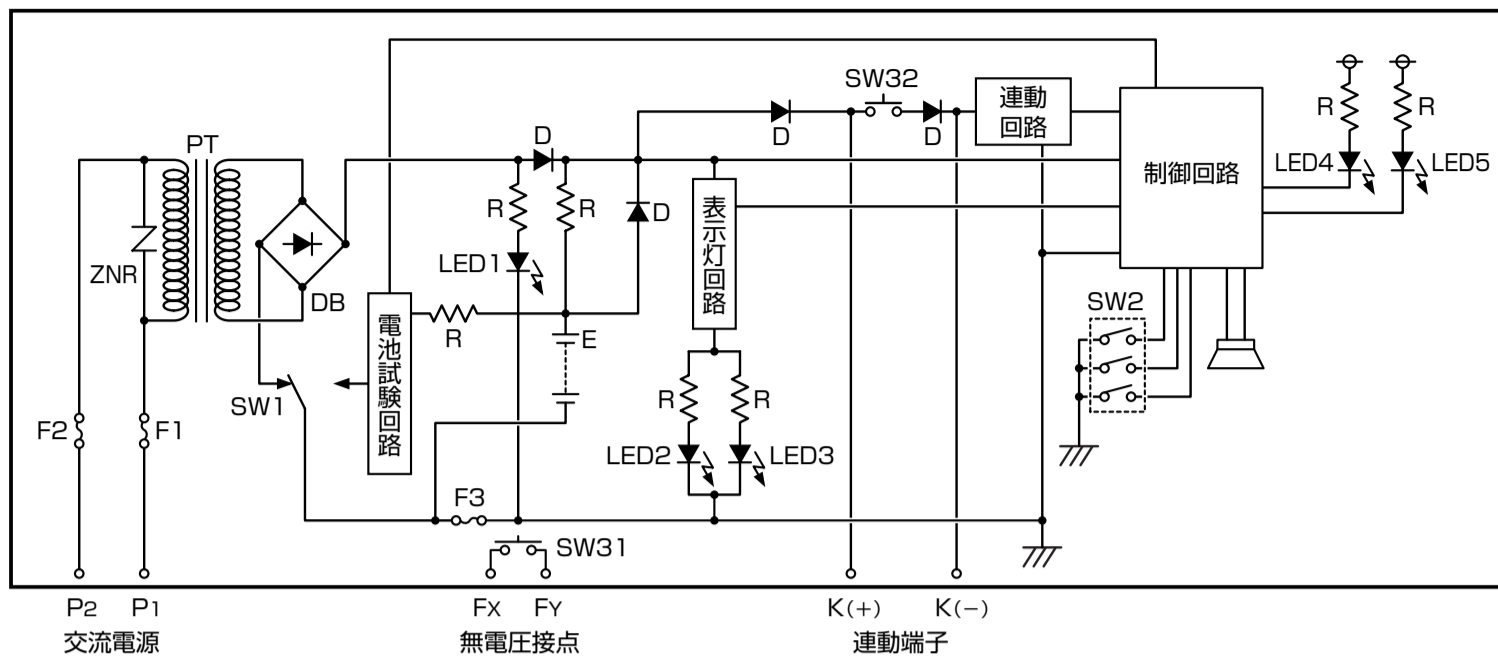 PT
ZNR
DB
F2
F1
SW1
電池試験回路
R
LED1
R
D
R
E
D
F3
SW31
表示灯回路
R
R
LED2
LED3
D
SW32
D
連動
回路
制御回路
R
R
LED4
LED5
SW2
P2
P1
交流電源
FX
FY
無電圧接点
K(+)
K(−)
連動端子